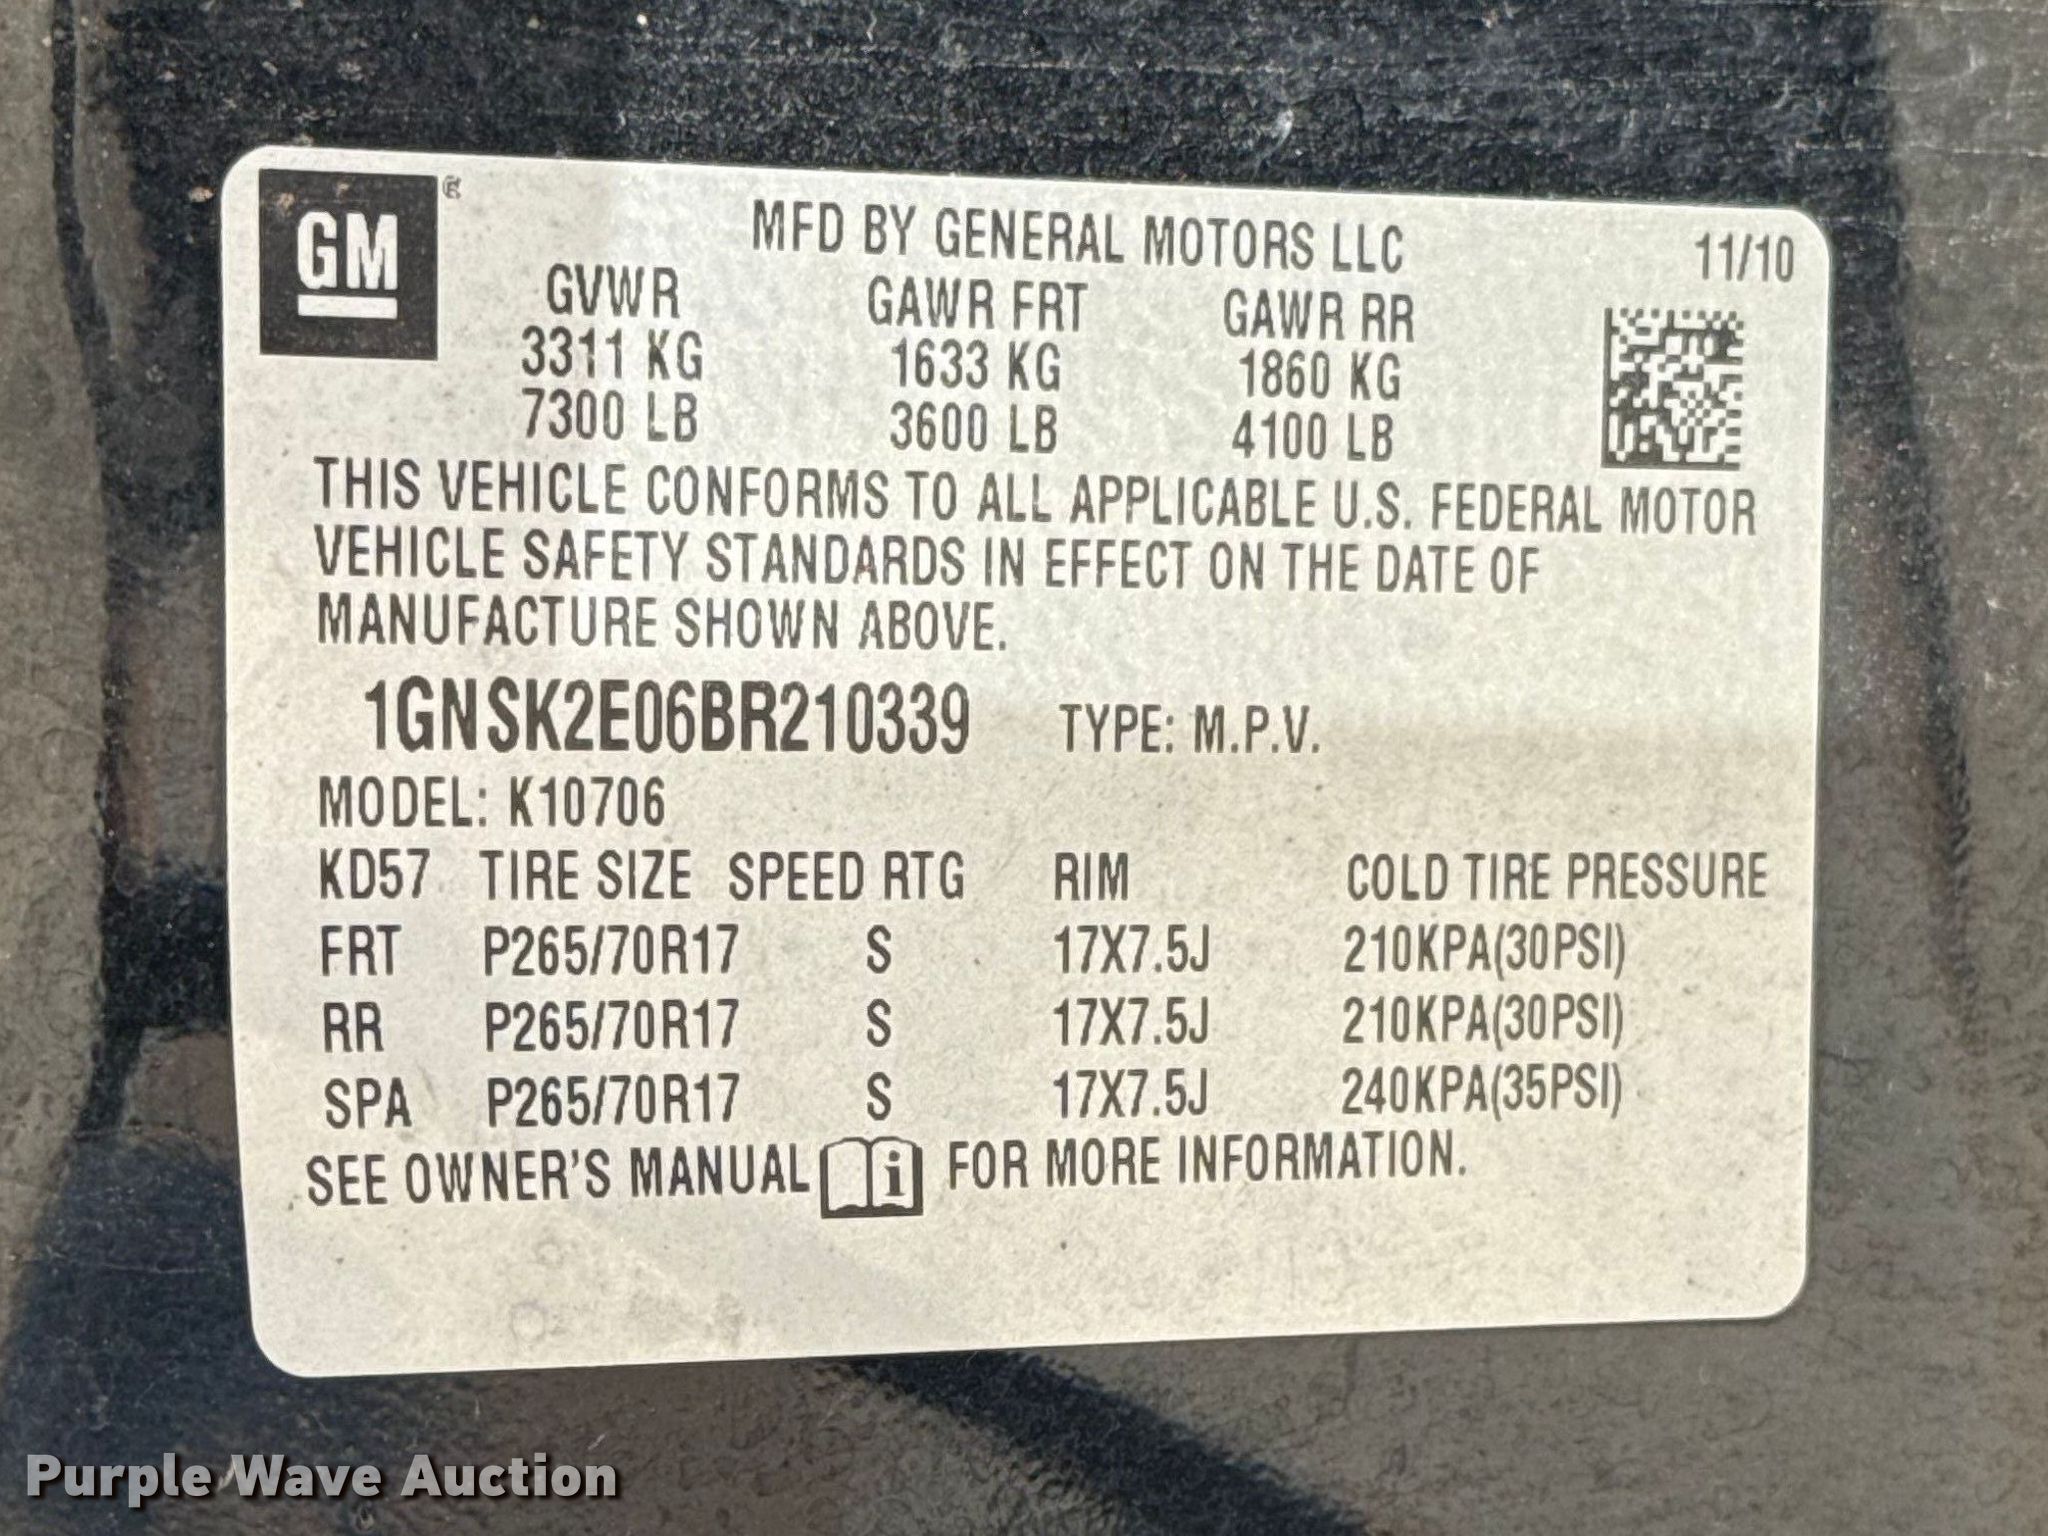 GM
MFD BY GENERAL MOTORS LLC 11/10
GVWR GAWR FRT GAWR RR
3311 KG 1633 KG 1860 KG
7300 LB 3600 LB 4100 LB
THIS VEHICLE CONFORMS TO ALL APPLICABLE U.S. FEDERAL MOTOR
VEHICLE SAFETY STANDARDS IN EFFECT ON THE DATE OF
MANUFACTURE SHOWN ABOVE.
1GNSK2E06BR210339 TYPE: M.P.V.
MODEL: K10706
KD57 TIRE SIZE SPEED RTG RIM COLD TIRE PRESSURE
FRT P265/70R17 S 17X7.5J 210KPA(30PSI)
RR P265/70R17 S 17X7.5J 210KPA(30PSI)
SPA P265/70R17 S 17X7.5J 240KPA(35PSI)
SEE OWNER'S MANUAL i FOR MORE INFORMATION.
Purple Wave Auction